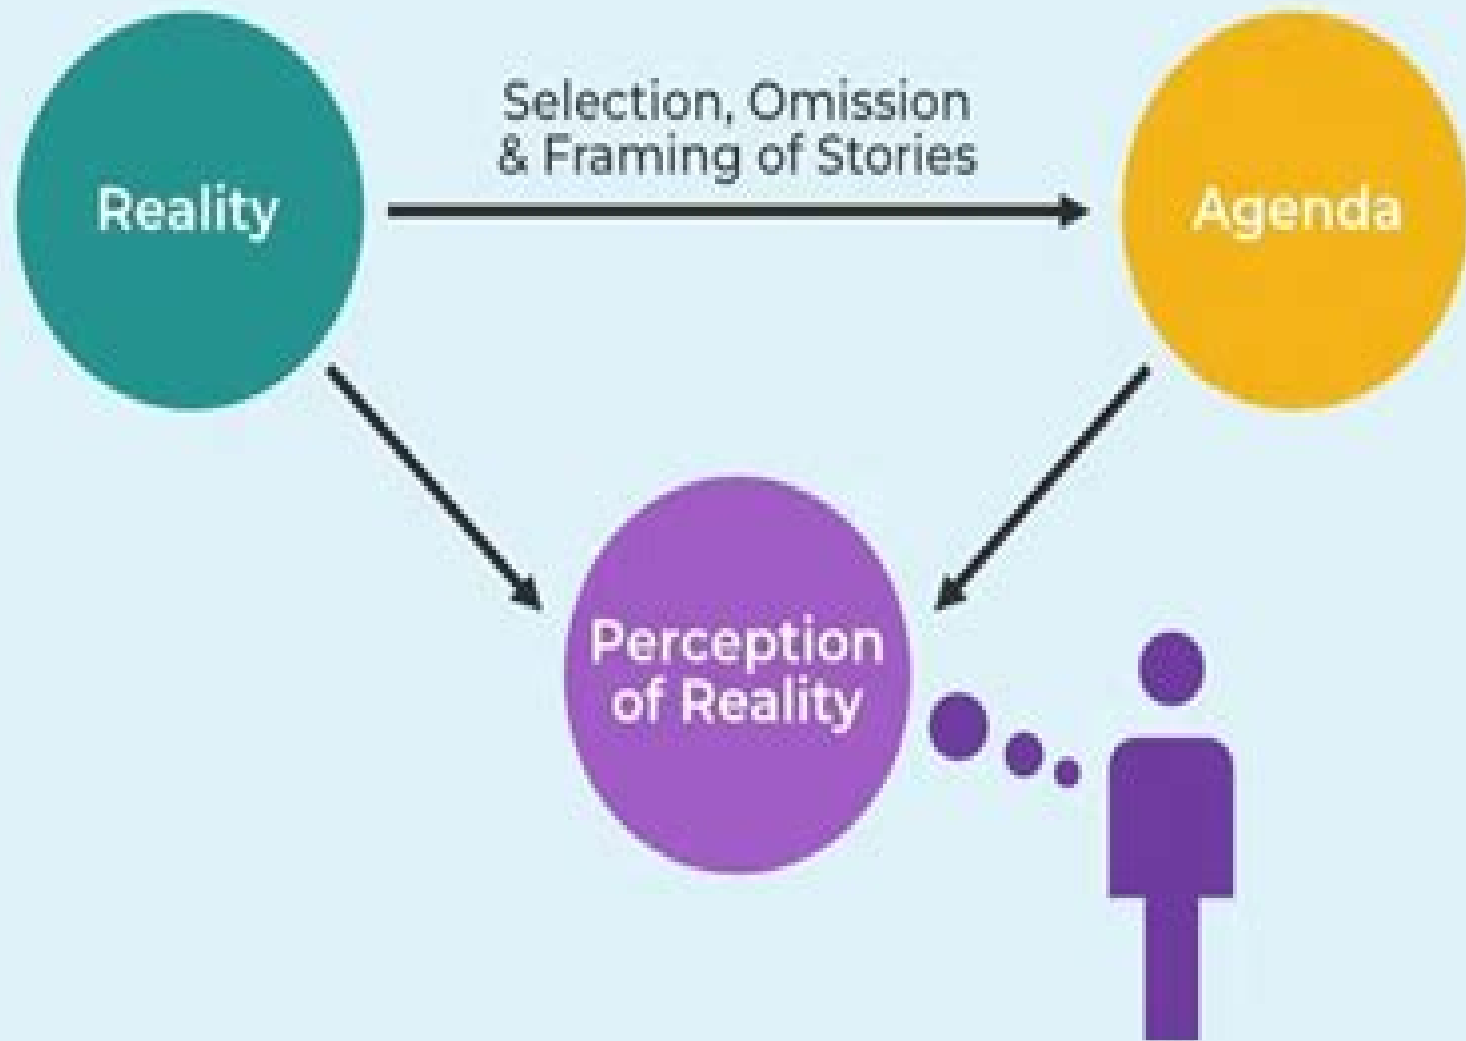 Selection, Omission
& Framing of Stories
Reality
Agenda
Perception
of Reality